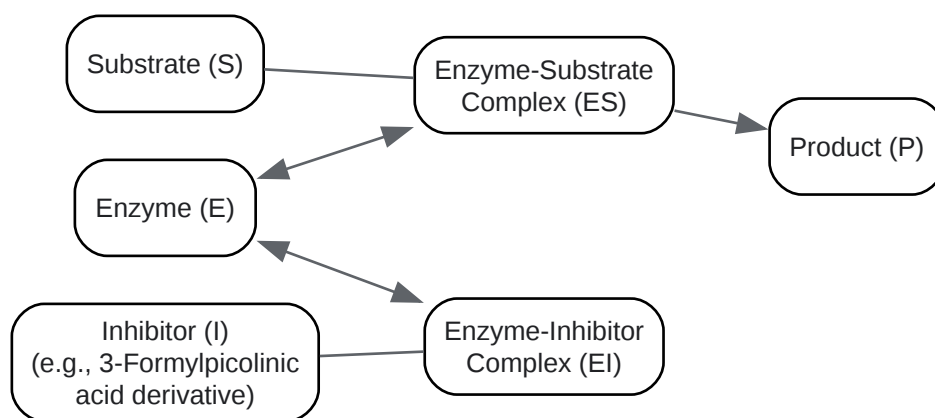 Substrate (S)
Enzyme-Substrate
Complex (ES)
Product (P)
Enzyme (E)
Inhibitor (I)
(e.g., 3-Formylpicolinic
acid derivative)
Enzyme-Inhibitor
Complex (EI)